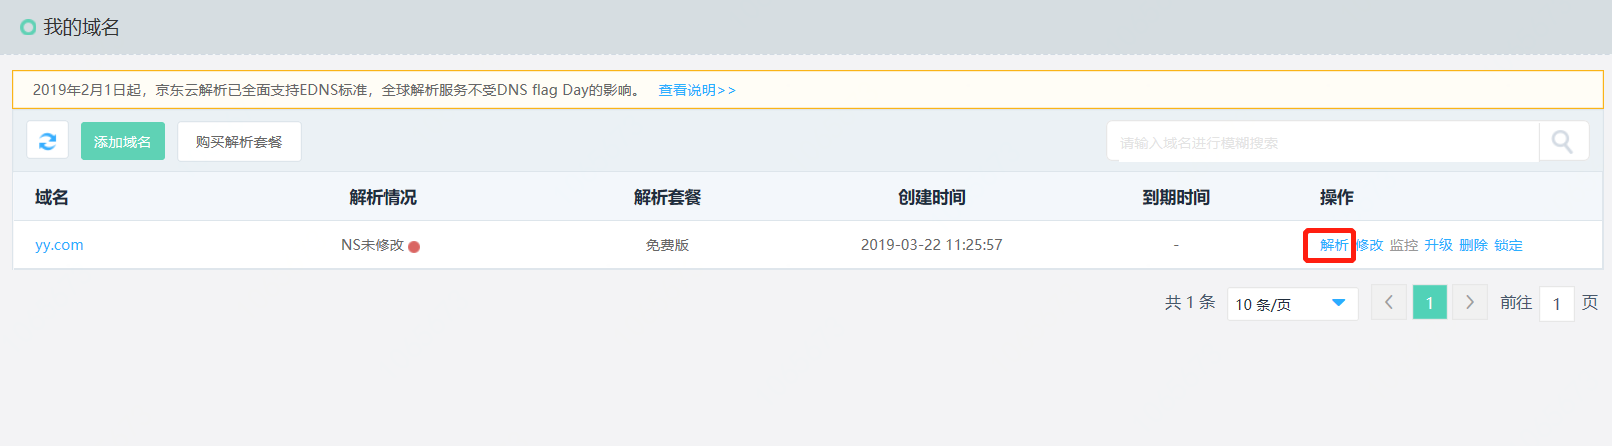 我的域名
2019年2月1日起，京东云解析已全面支持EDNS标准，全球解析服务不受DNS flag Day的影响。 查看说明>>
添加域名 购买解析套餐 请输入域名进行模糊搜索
域名 解析情况 解析套餐 创建时间 到期时间 操作
yy.com NS未修改 免费版 2019-03-22 11:25:57 - 解析 修改 监控 升级 删除 锁定
共 1 条 10 条/页 1 前往 1 页